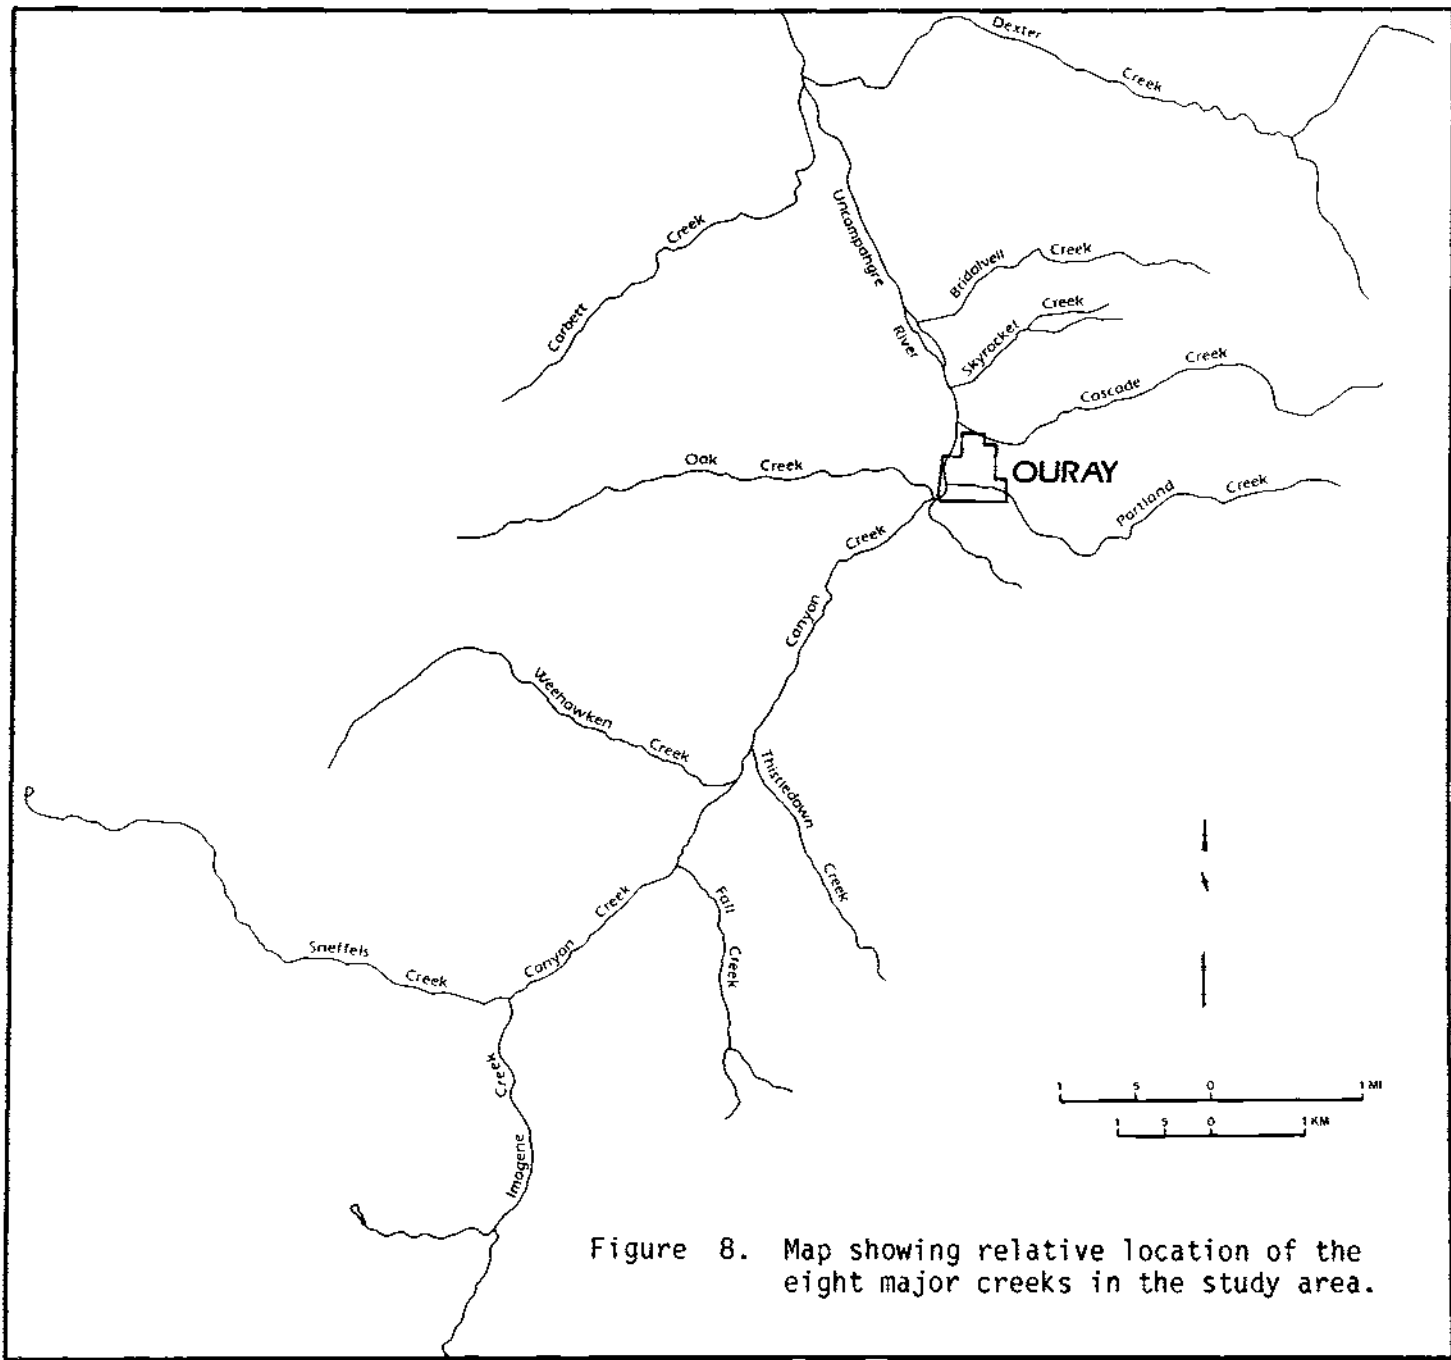 Dexter
Creek
Uncompahgre
River
Creek
Corbett
Bridalveil
Creek
Creek
Skyrocket
Creek
Cascade
Oak
Creek
OURAY
Portland
Creek
Creek
Canyon
Weehawken
Creek
Thistledown
Creek
Fall
Creek
Creek
Canyon
Sneffels
Creek
Creek
Imogene
1 5 0 1 MI
1 5 0 1 KM
Figure 8. Map showing relative location of the
eight major creeks in the study area.